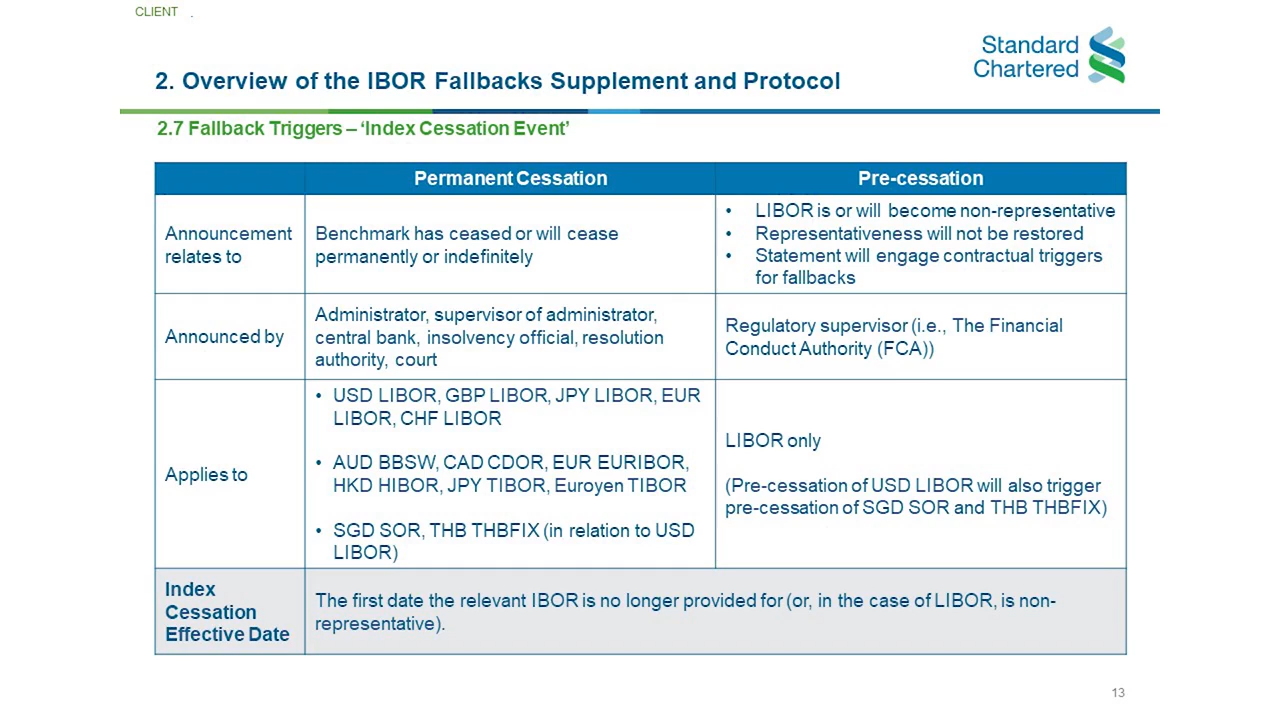 CLIENT .
Standard
Chartered
2. Overview of the IBOR Fallbacks Supplement and Protocol
2.7 Fallback Triggers – ‘Index Cessation Event’
Permanent Cessation
Pre-cessation
Announcement
relates to
Benchmark has ceased or will cease
permanently or indefinitely
• LIBOR is or will become non-representative
• Representativeness will not be restored
• Statement will engage contractual triggers
for fallbacks
Announced by
Administrator, supervisor of administrator,
central bank, insolvency official, resolution
authority, court
Regulatory supervisor (i.e., The Financial
Conduct Authority (FCA))
Applies to
• USD LIBOR, GBP LIBOR, JPY LIBOR, EUR
LIBOR, CHF LIBOR
• AUD BBSW, CAD CDOR, EUR EURIBOR,
HKD HIBOR, JPY TIBOR, Euroyen TIBOR
• SGD SOR, THB THBFIX (in relation to USD
LIBOR)
LIBOR only
(Pre-cessation of USD LIBOR will also trigger
pre-cessation of SGD SOR and THB THBFIX)
Index
Cessation
Effective Date
The first date the relevant IBOR is no longer provided for (or, in the case of LIBOR, is non-
representative).
13